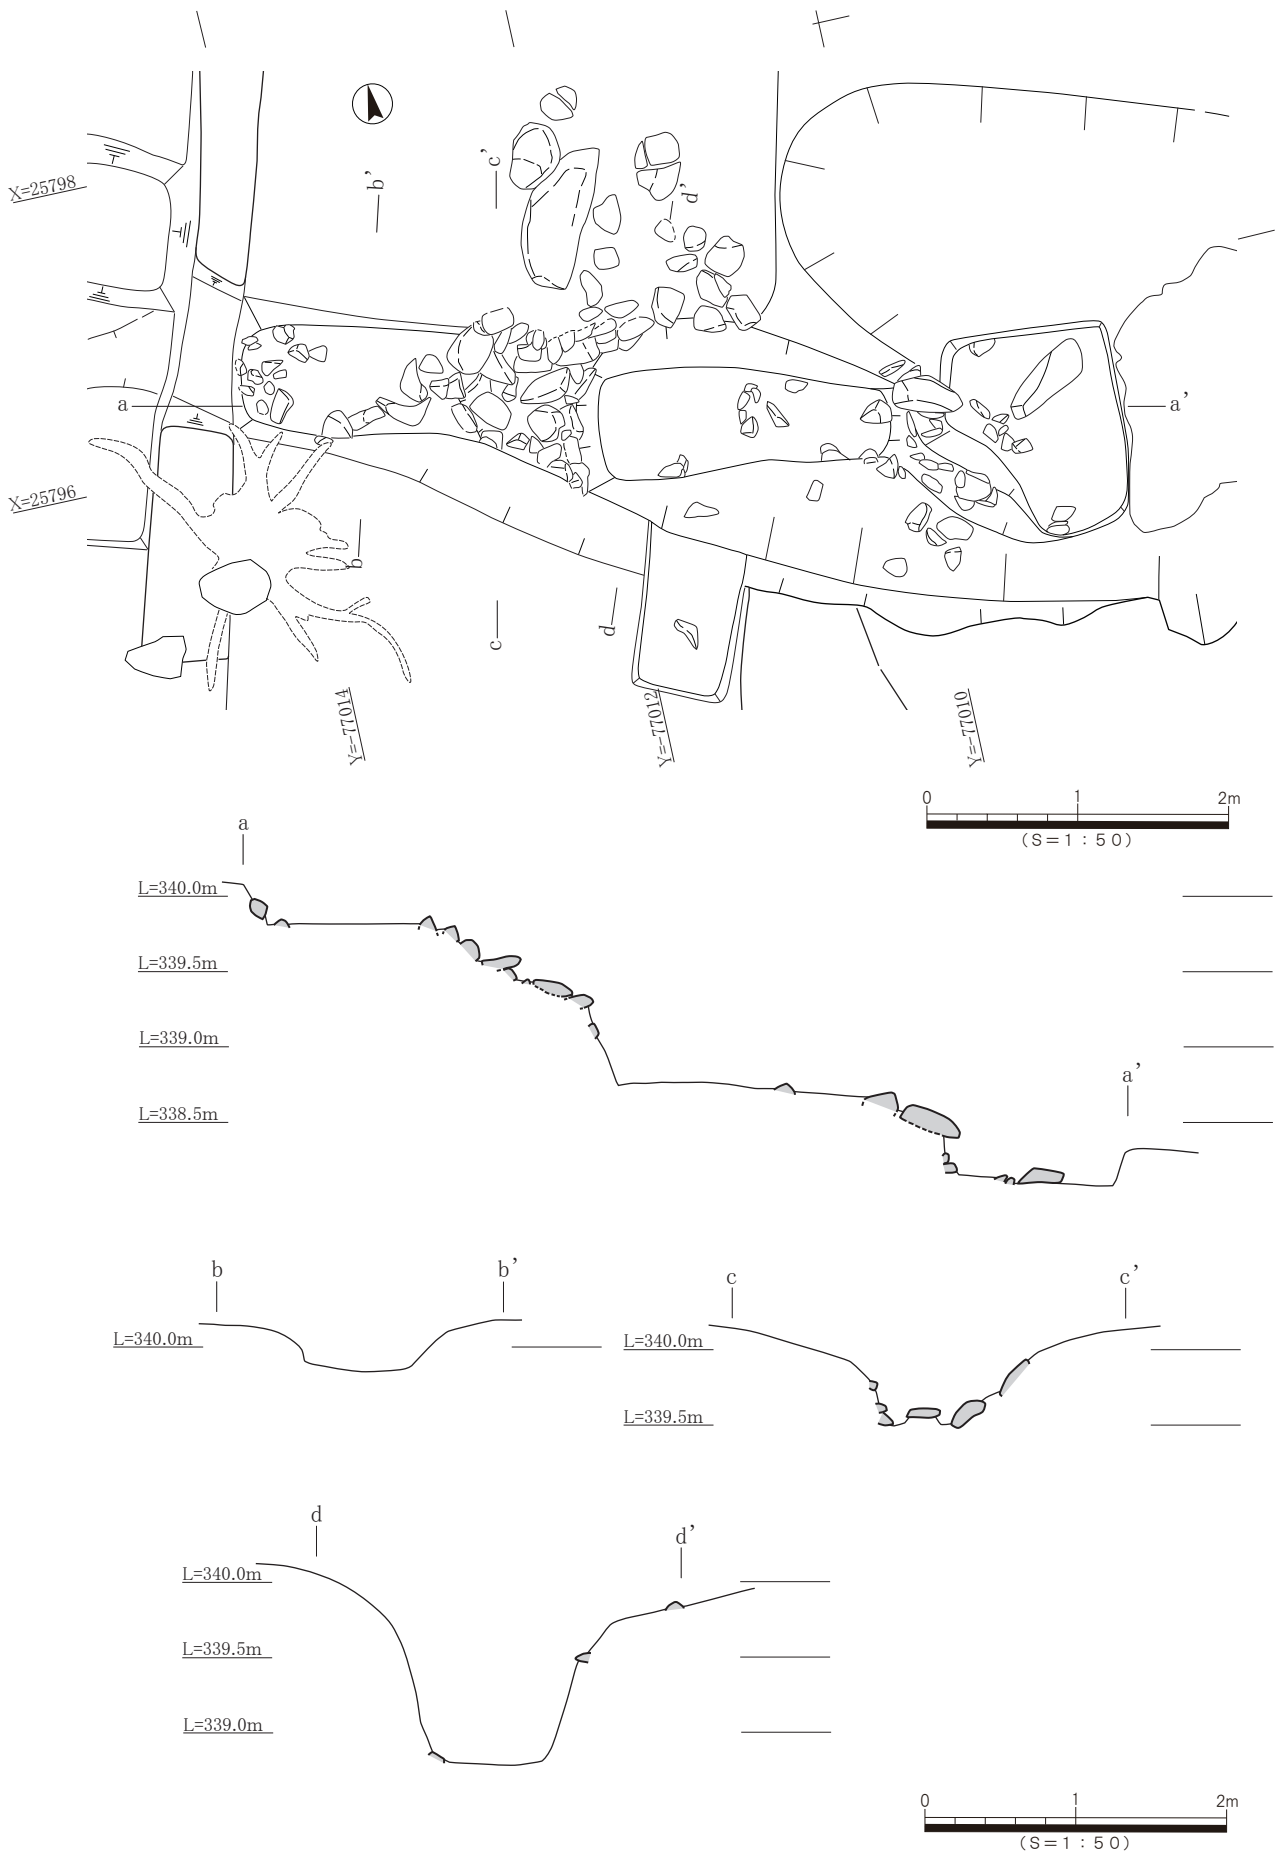 c'
b'
d'
X=25798
a
a'
X=25796
b
c
d
Y=-77014
Y=-77012
Y=-77010
0 1 2m
(S=1:50)
a
L=340.0m
L=339.5m
L=339.0m
a'
L=338.5m
b b'
c c'
L=340.0m
L=340.0m
L=339.5m
d
d'
L=340.0m
L=339.5m
L=339.0m
0 1 2m
(S=1:50)